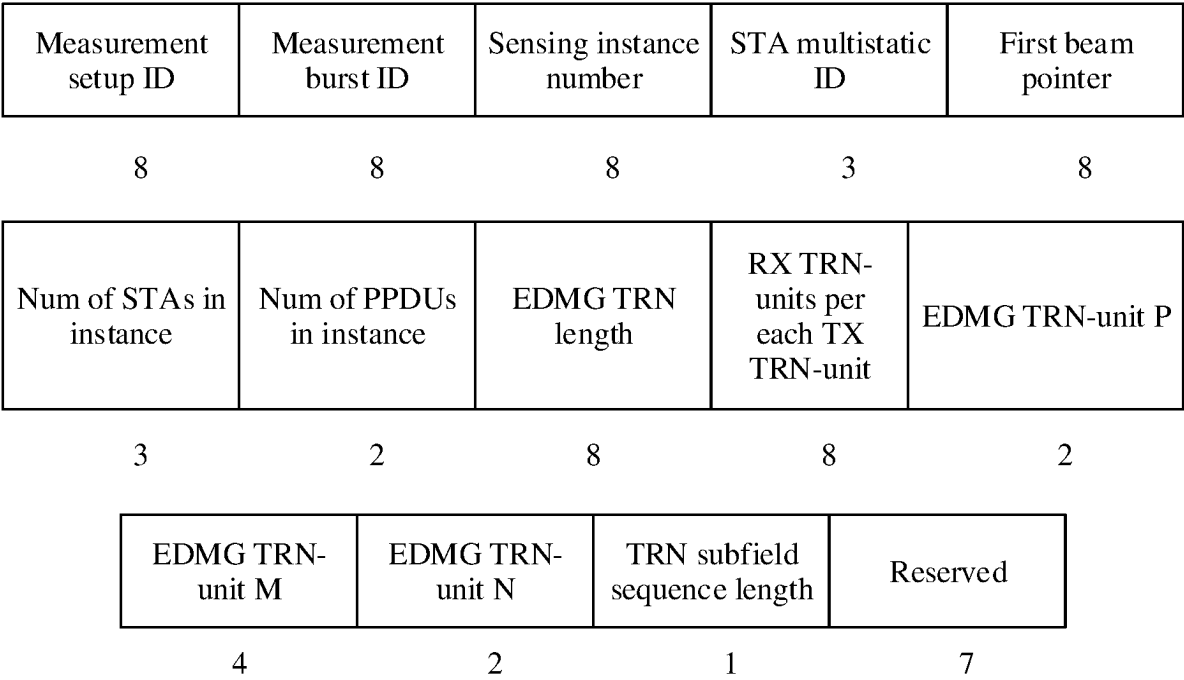 Measurement setup ID
Measurement burst ID
Sensing instance number
STA multistatic ID
First beam pointer
8
8
8
3
8
Num of STAs in instance
Num of PPDUs in instance
EDMG TRN length
RX TRN-units per each TX TRN-unit
EDMG TRN-unit P
3
2
8
8
2
EDMG TRN-unit M
EDMG TRN-unit N
TRN subfield sequence length
Reserved
4
2
1
7